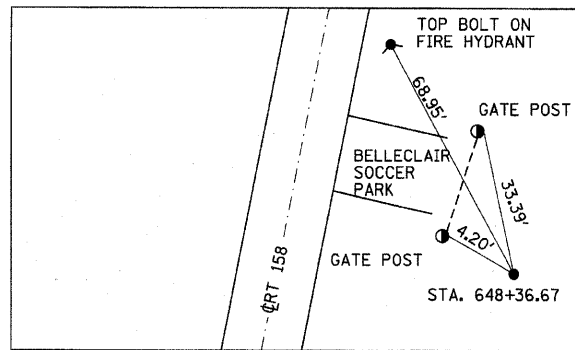 TOP BOLT ON
FIRE HYDRANT
68.95'
GATE POST
BELLECLAIR
SOCCER
PARK
33.39'
4.20'
GATE POST
℄ RT 158
STA. 648+36.67